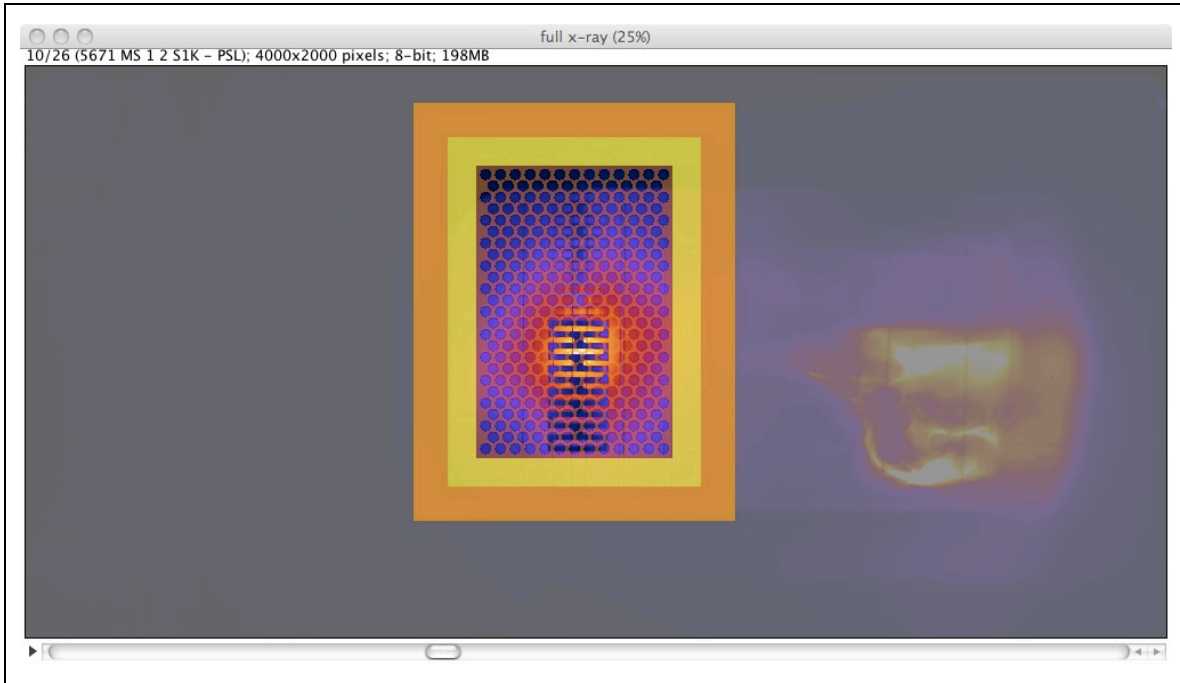 full x-ray (25%)
10/26 (5671 MS 1 2 S1K - PSL); 4000x2000 pixels; 8-bit; 198MB